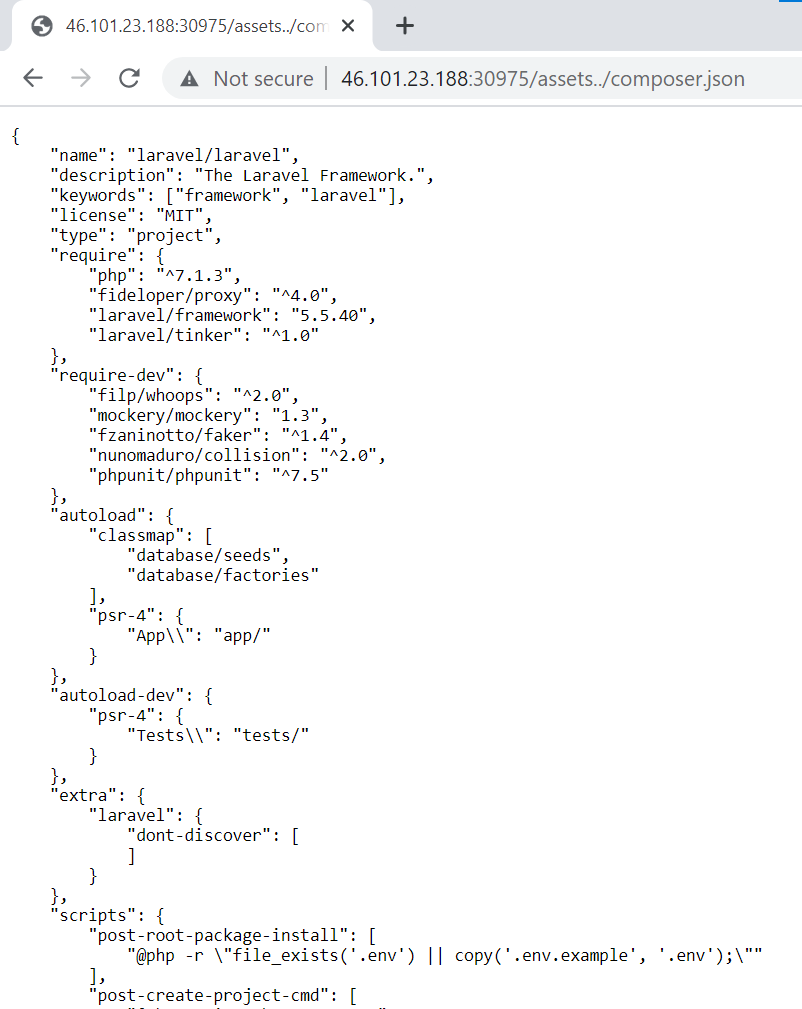 46.101.23.188:30975/assets../com
Not secure | 46.101.23.188:30975/assets../composer.json
{
    "name": "laravel/laravel",
    "description": "The Laravel Framework.",
    "keywords": ["framework", "laravel"],
    "license": "MIT",
    "type": "project",
    "require": {
        "php": "^7.1.3",
        "fideloper/proxy": "^4.0",
        "laravel/framework": "5.5.40",
        "laravel/tinker": "^1.0"
    },
    "require-dev": {
        "filp/whoops": "^2.0",
        "mockery/mockery": "1.3",
        "fzaninotto/faker": "^1.4",
        "nunomaduro/collision": "^2.0",
        "phpunit/phpunit": "^7.5"
    },
    "autoload": {
        "classmap": [
            "database/seeds",
            "database/factories"
        ],
        "psr-4": {
            "App\\": "app/"
        }
    },
    "autoload-dev": {
        "psr-4": {
            "Tests\\": "tests/"
        }
    },
    "extra": {
        "laravel": {
            "dont-discover": [
            ]
        }
    },
    "scripts": {
        "post-root-package-install": [
            "@php -r \"file_exists('.env') || copy('.env.example', '.env');\""
        ],
        "post-create-project-cmd": [